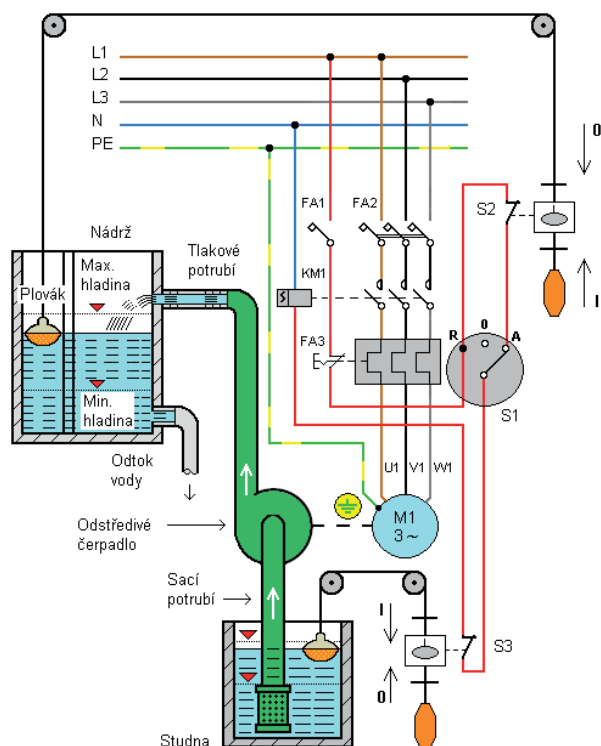 L1
L2
L3
N
PE
0
FA1
FA2
S2
Nádrž
Tlakové
potrubí
Max.
hladina
Plovák
KM1
I
R
0
A
FA3
S1
Min.
hladina
Odtok
vody
U1
V1
W1
Odstředivé
čerpadlo
M1
3 ~
Sací
potrubí
I
S3
0
Studna